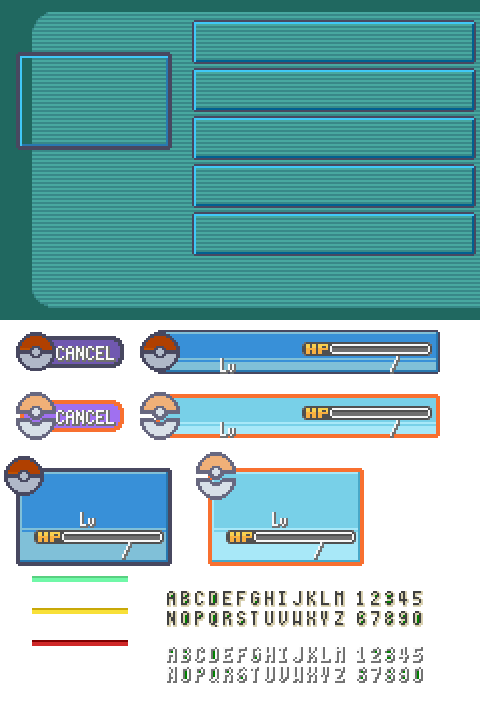 CANCEL
HP
Lv /
CANCEL
HP
Lv /
Lv
HP
/
Lv
HP
/
ABCDEFGHIJKLM 12345
NOPQRSTUVWXYZ 67890
ABCDEFGHIJKLM 12345
NOPQRSTUVWXYZ 67890